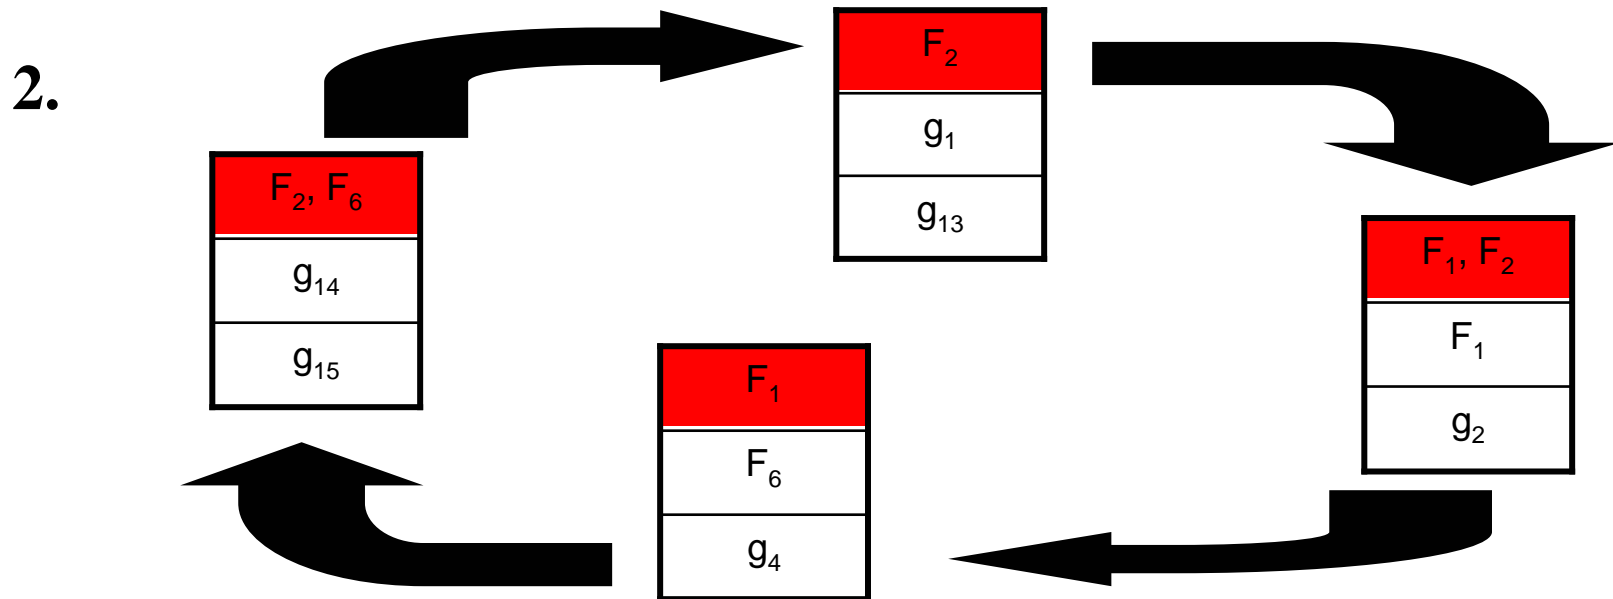 2.
F₂
g₁
g₁₃
F₂, F₆
g₁₄
g₁₅
F₁, F₂
F₁
g₂
F₁
F₆
g₄